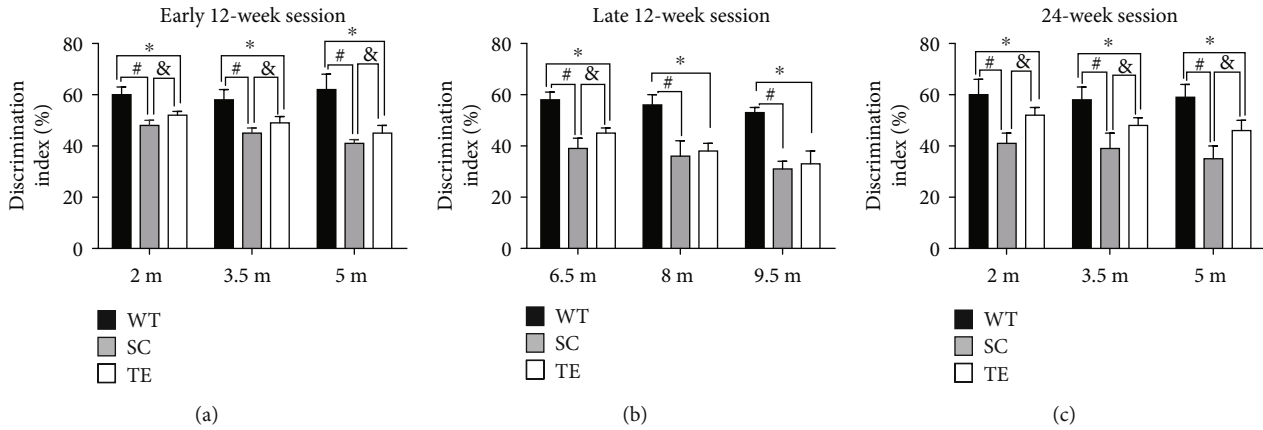 Early 12-week session
Discrimination
index (%)
80
60
40
20
0
*
#
&
*
#
&
*
#
&
2 m
3.5 m
5 m
WT
SC
TE
(a)
Late 12-week session
Discrimination
index (%)
80
60
40
20
0
*
#
&
*
#
*
#
6.5 m
8 m
9.5 m
WT
SC
TE
(b)
24-week session
Discrimination
index (%)
80
60
40
20
0
*
#
&
*
#
&
*
#
&
2 m
3.5 m
5 m
WT
SC
TE
(c)